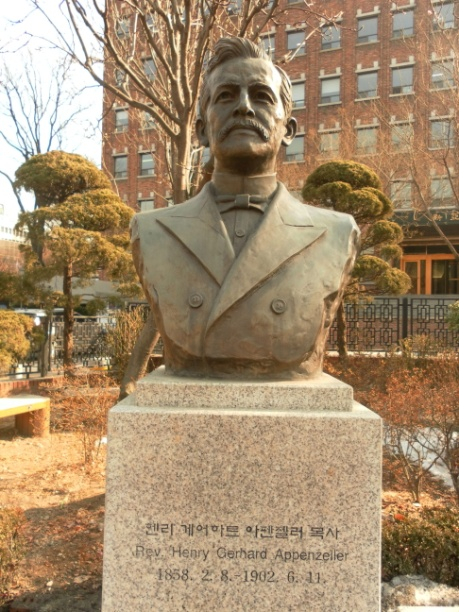 헨리 게어하트 아펜젤러 목사
Rev. Henry Gerhard Appenzeller
1858. 2. 8.-1902. 6. 11.